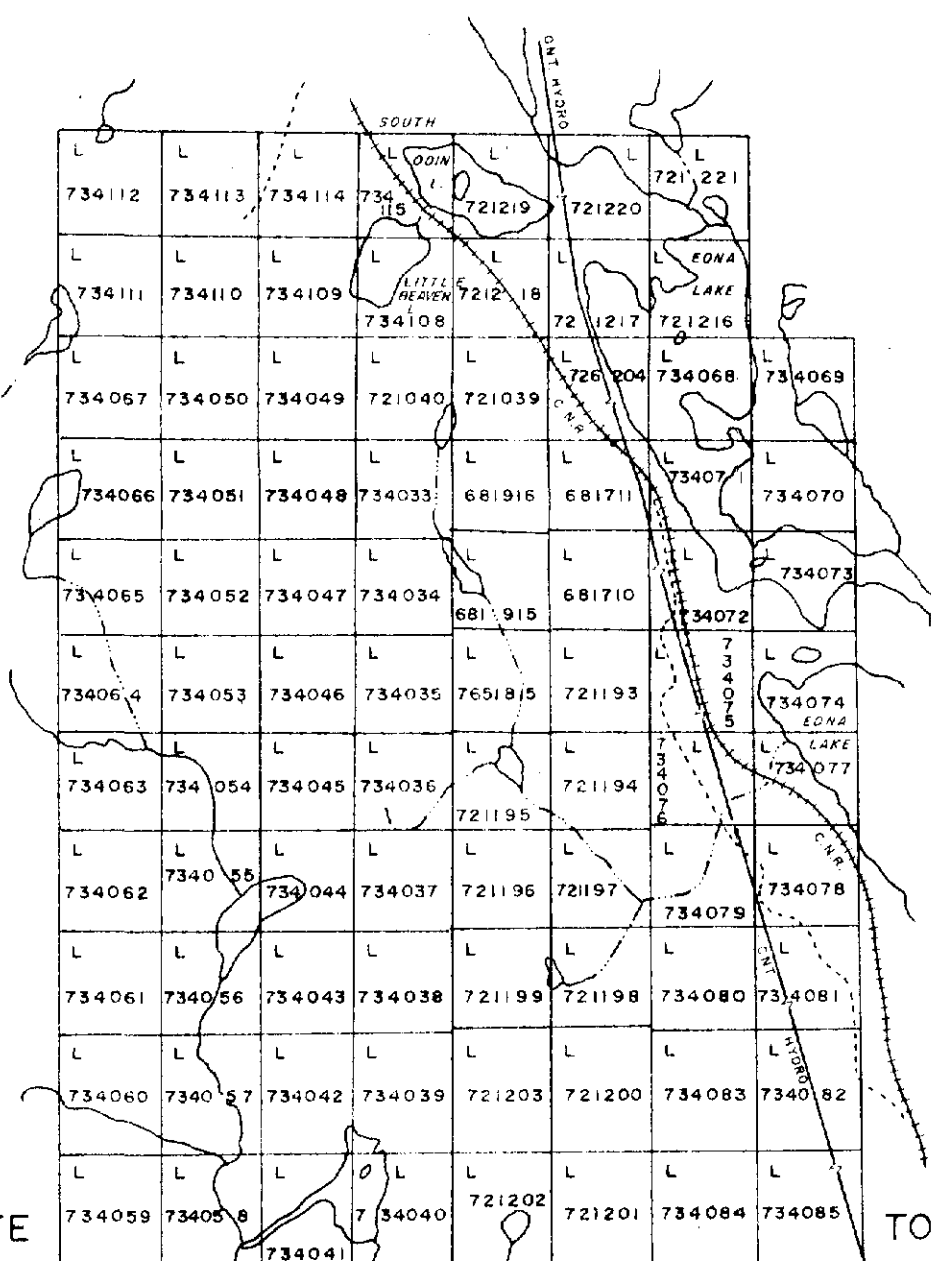 ONT. HYDRO
SOUTH
L L L L ODIN L. L L L
734112 734113 734114 734115 721219 721220 721221
L L L L L L L EDNA LAKE
734111 734110 734109 LITTLE BEAVEN L 734108 721218 721217 721216
L L L L L L L L
734067 734050 734049 721040 721039 726204 734068 734069
C.N.R.
L L L L L L L L
734066 734051 734048 734033 681916 681711 734071 734070
L L L L L L L L
734065 734052 734047 734034 681915 681710 734072 734073
L L L L L L L L
734064 734053 734046 734035 7651815 721193 734075 734074
EDNA LAKE
L L L L L L L
734063 734054 734045 734036 721195 721194 734076 734077
C.N.R.
L L L L L L L L
734062 734055 734044 734037 721196 721197 734079 734078
L L L L L L L L
734061 734056 734043 734038 721199 721198 734080 734081
ONT HYDRO
L L L L L L L L
734060 734057 734042 734039 721203 721200 734083 734082
L L L L L L L L
734059 734058 734041 734040 721202 721201 734084 734085
TE TO